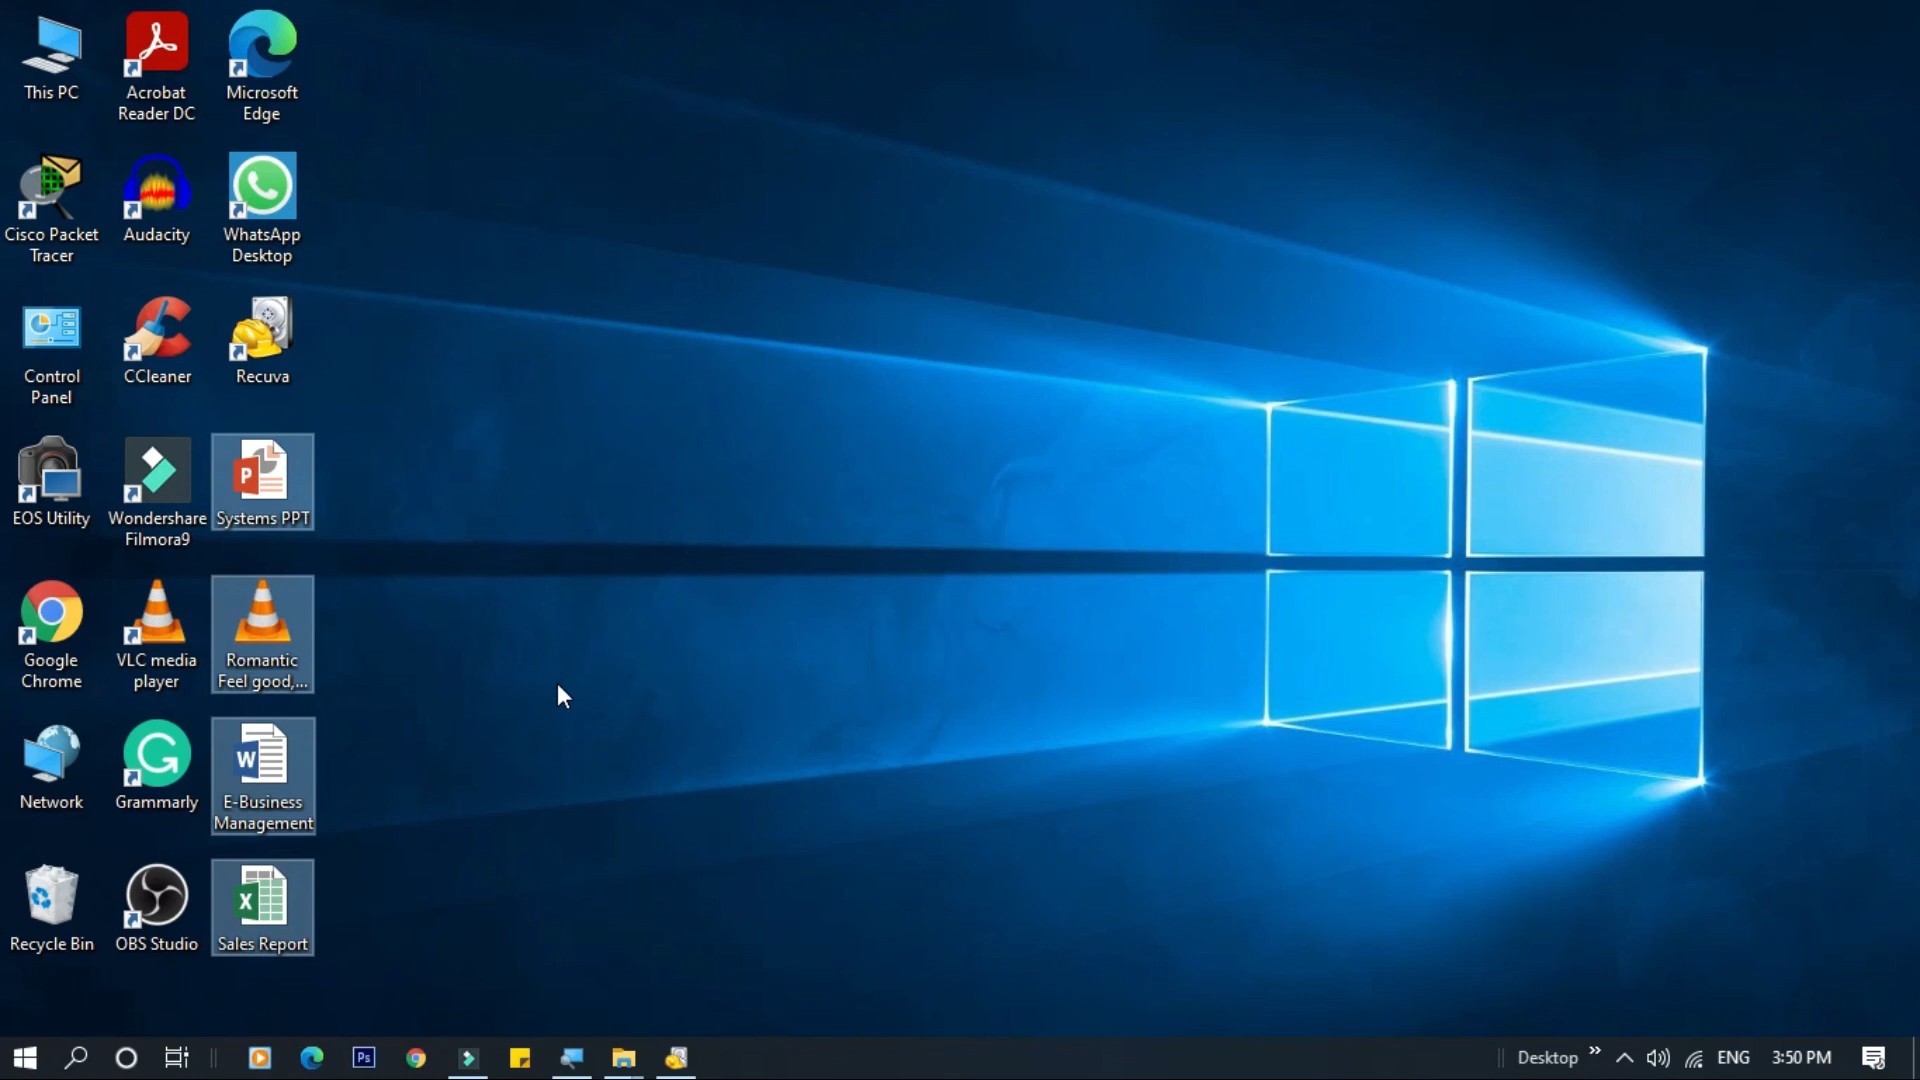 This PC
Acrobat
Reader DC
Microsoft
Edge
Cisco Packet
Tracer
Audacity
WhatsApp
Desktop
Control
Panel
CCleaner
Recuva
EOS Utility
Wondershare
Filmora9
P
Systems PPT
Google
Chrome
VLC media
player
Romantic
Feel good,...
Network
Grammarly
W
E-Business
Management
Recycle Bin
OBS Studio
X
Sales Report
Ps
Desktop
ENG
3:50 PM